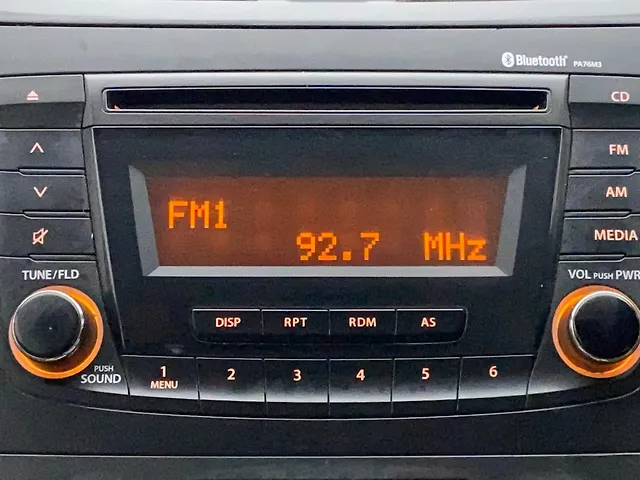 Bluetooth® PA76M3
CD
FM
AM
MEDIA
FM1
92.7 MHz
TUNE/FLD
VOL PUSH PWR
DISP RPT RDM AS
PUSH
SOUND
1 2 3 4 5 6
MENU